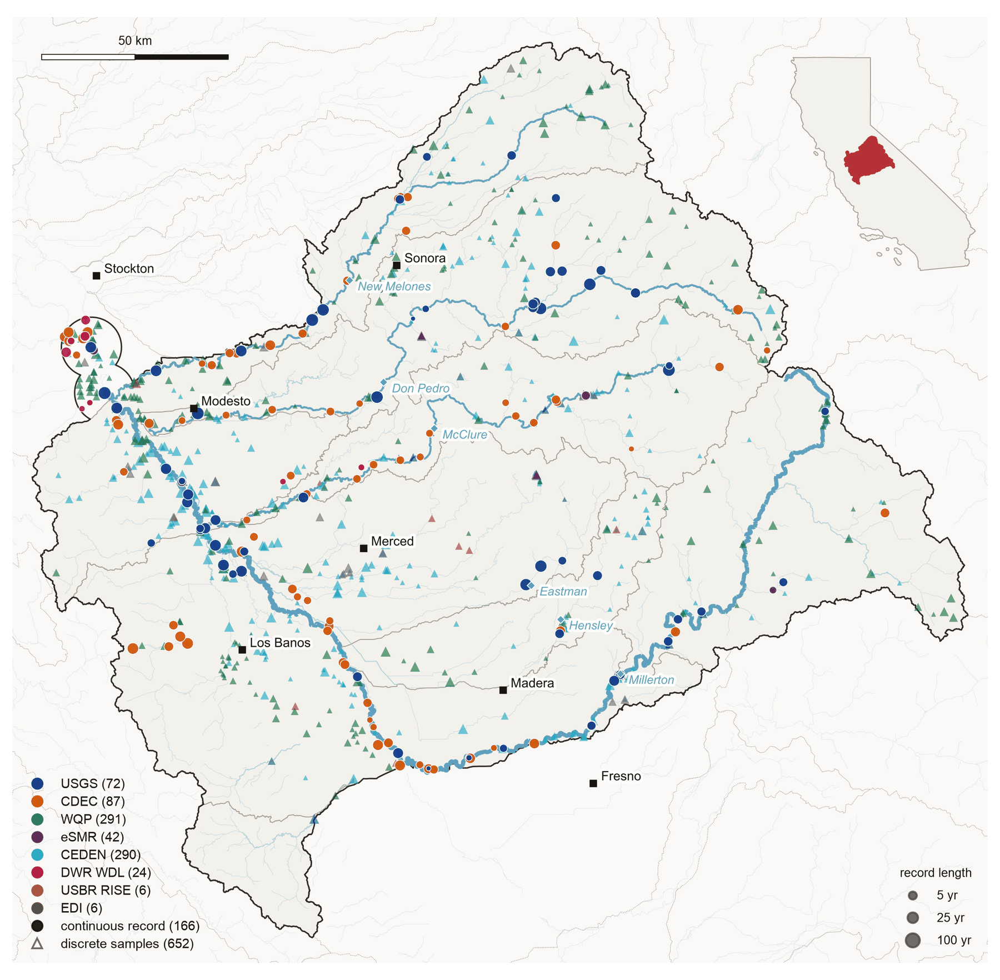 50 km
Stockton
Sonora
New Melones
Don Pedro
Modesto
McClure
Merced
Eastman
Hensley
Los Banos
Millerton
Madera
Fresno
USGS (72)
CDEC (87)
WQP (291)
eSMR (42)
CEDEN (290)
DWR WDL (24)
USBR RISE (6)
EDI (6)
continuous record (166)
discrete samples (652)
record length
5 yr
25 yr
100 yr